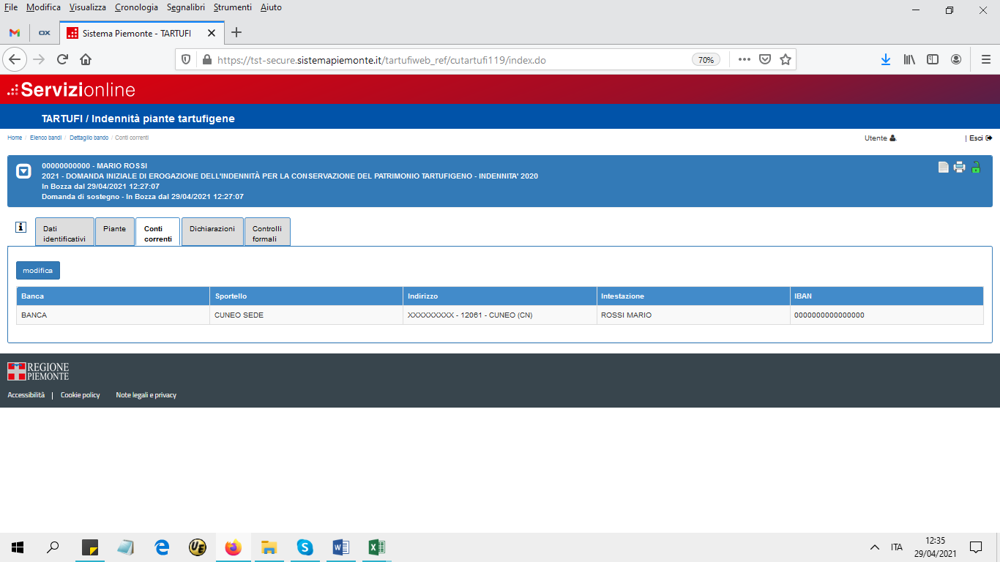 File Modifica Visualizza Cronologia Segnalibri Strumenti Aiuto
OX Sistema Piemonte - TARTUFI
https://tst-secure.sistemapiemonte.it/tartufiweb_ref/cutartufi119/index.do 70%
Servizionline
TARTUFI / Indennità piante tartufigene
Home / Elenco bandi / Dettaglio bando / Conti correnti Utente | Esci
00000000000 - MARIO ROSSI
2021 - DOMANDA INIZIALE DI EROGAZIONE DELL'INDENNITÀ PER LA CONSERVAZIONE DEL PATRIMONIO TARTUFIGENO - INDENNITA' 2020
In Bozza dal 29/04/2021 12:27:07
Domanda di sostegno - In Bozza dal 29/04/2021 12:27:07
i
Dati identificativi
Piante
Conti correnti
Dichiarazioni
Controlli formali
modifica
Banca Sportello Indirizzo Intestazione IBAN
BANCA CUNEO SEDE XXXXXXXXX - 12061 - CUNEO (CN) ROSSI MARIO 0000000000000000
REGIONE
PIEMONTE
Accessibilità | Cookie policy Note legali e privacy
UE
ITA
12:35
29/04/2021